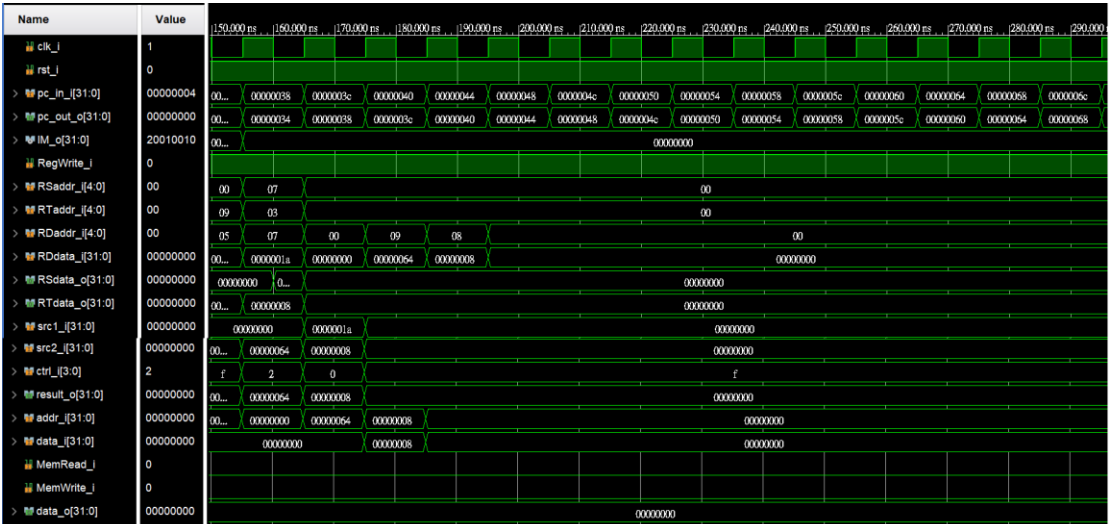 Name Value 150.000 ns 160.000 ns 170.000 ns 180.000 ns 190.000 ns 200.000 ns 210.000 ns 220.000 ns 230.000 ns 240.000 ns 250.000 ns 260.000 ns 270.000 ns 280.000 ns 290.000
clk_i 1
rst_i 0
pc_in_i[31:0] 00000004 00... 00000038 0000003c 00000040 00000044 00000048 0000004c 00000050 00000054 00000058 0000005c 00000060 00000064 00000068 0000006c
pc_out_o[31:0] 00000000 00... 00000034 00000038 0000003c 00000040 00000044 00000048 0000004c 00000050 00000054 00000058 0000005c 00000060 00000064 00000068
IM_o[31:0] 20010010 00... 00000000
RegWrite_i 0
RSaddr_i[4:0] 00 00 07 00
RTaddr_i[4:0] 00 09 03 00
RDaddr_i[4:0] 00 05 07 00 09 08 00
RDdata_i[31:0] 00000000 00... 0000001a 00000000 00000064 00000008 00000000
RSdata_o[31:0] 00000000 00000000 0... 00000000
RTdata_o[31:0] 00000000 00... 00000008 00000000
src1_i[31:0] 00000000 00000000 0000001a 00000000
src2_i[31:0] 00000000 00... 00000064 00000008 00000000
ctrl_i[3:0] 2 f 2 0 f
result_o[31:0] 00000000 00... 00000064 00000008 00000000
addr_i[31:0] 00000000 00... 00000000 00000064 00000008 00000000
data_i[31:0] 00000000 00000000 00000008 00000000
MemRead_i 0
MemWrite_i 0
data_o[31:0] 00000000 00000000